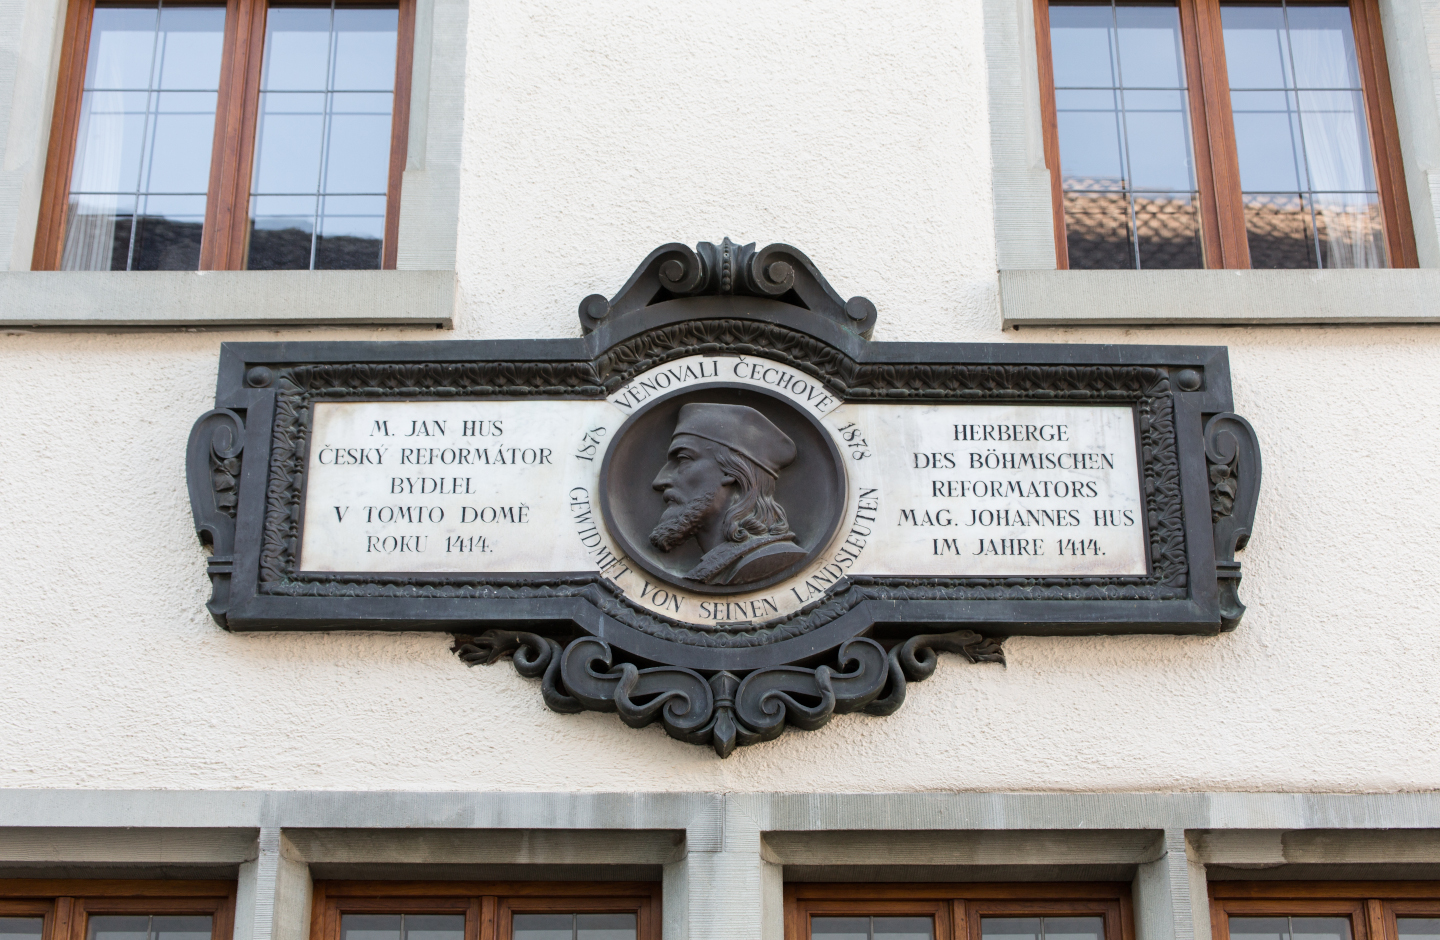 M. JAN HUS
ČESKÝ REFORMÁTOR
BYDLEL
V TOMTO DOMĚ
ROKU 1414.
VĚNOVALI ČECHOVÉ
1878 1878
GEWIDMET VON SEINEN LANDSLEUTEN
HERBERGE
DES BÖHMISCHEN
REFORMATORS
MAG. JOHANNES HUS
IM JAHRE 1414.